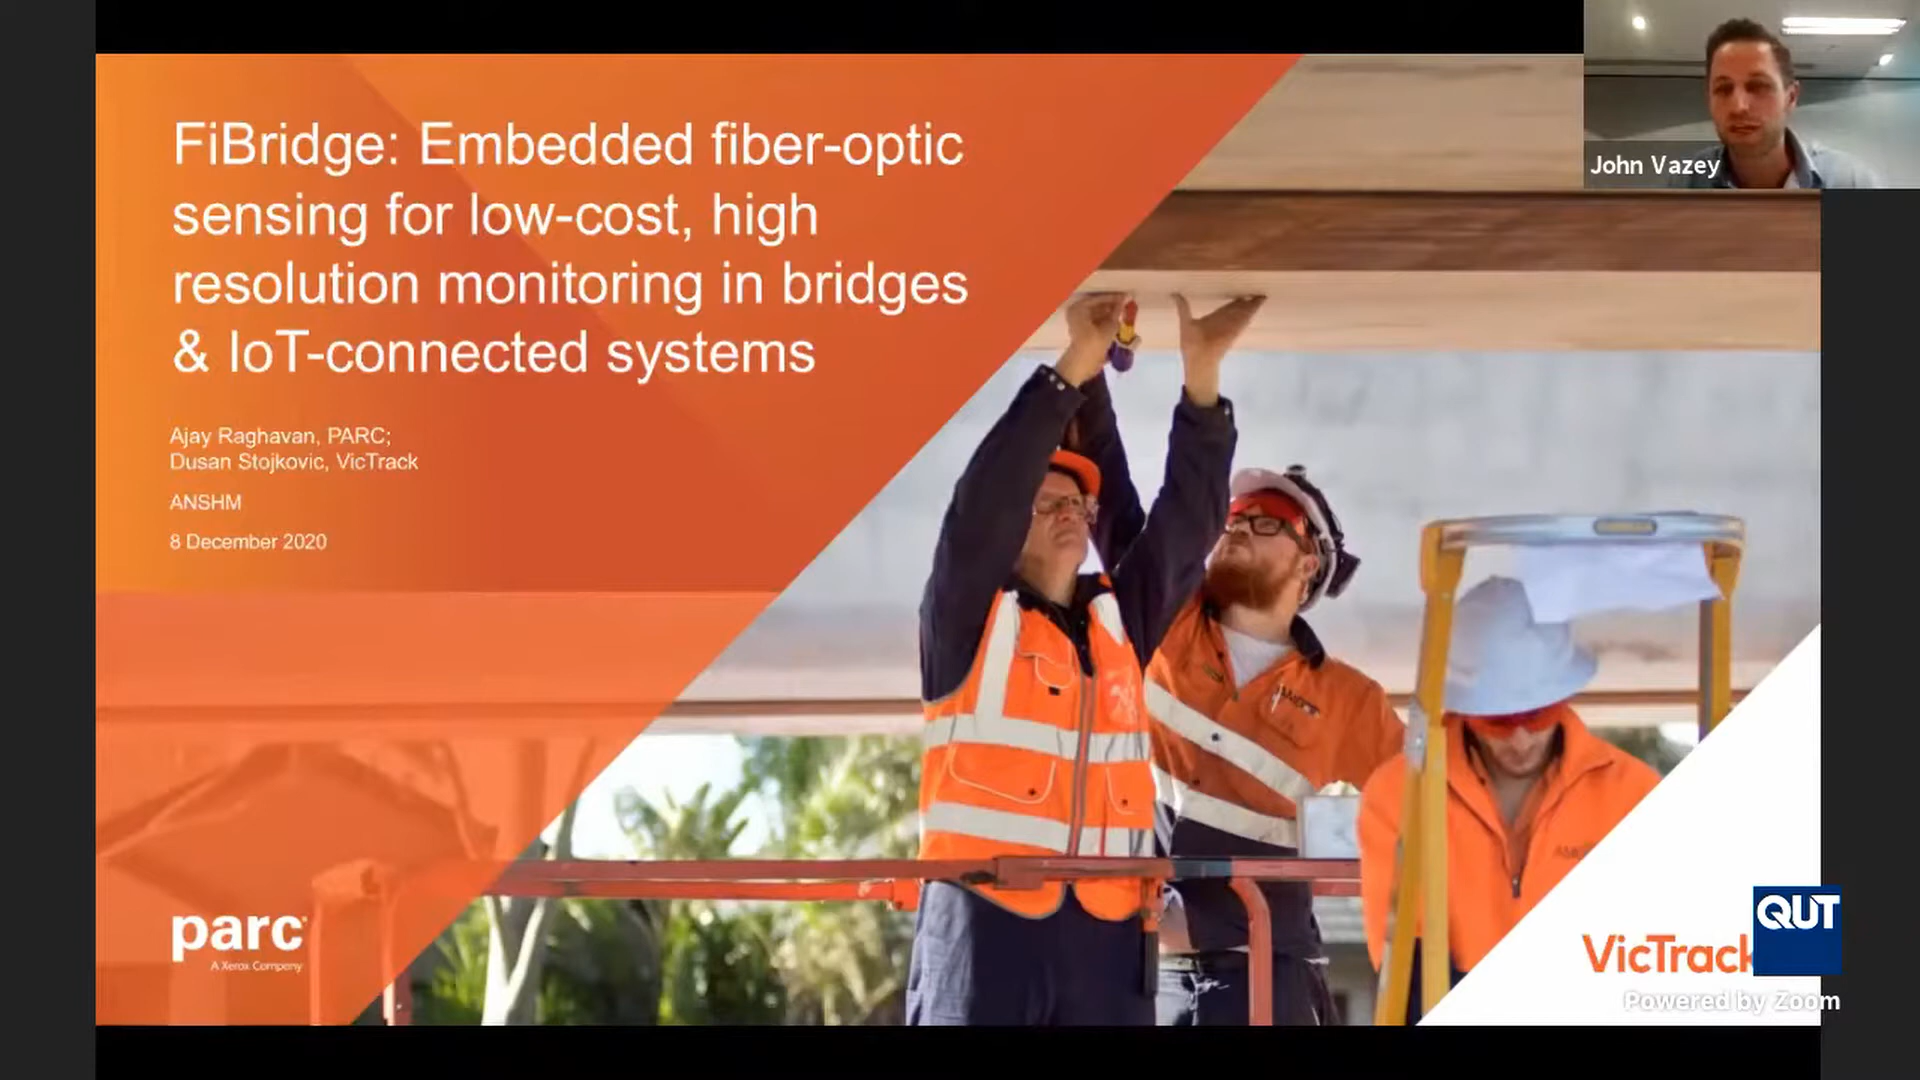 FiBridge: Embedded fiber-optic
sensing for low-cost, high
resolution monitoring in bridges
& IoT-connected systems
Ajay Raghavan, PARC;
Dusan Stojkovic, VicTrack
ANSHM
8 December 2020
parc
A Xerox Company
John Vazey
VicTrack
QUT
Powered by Zoom